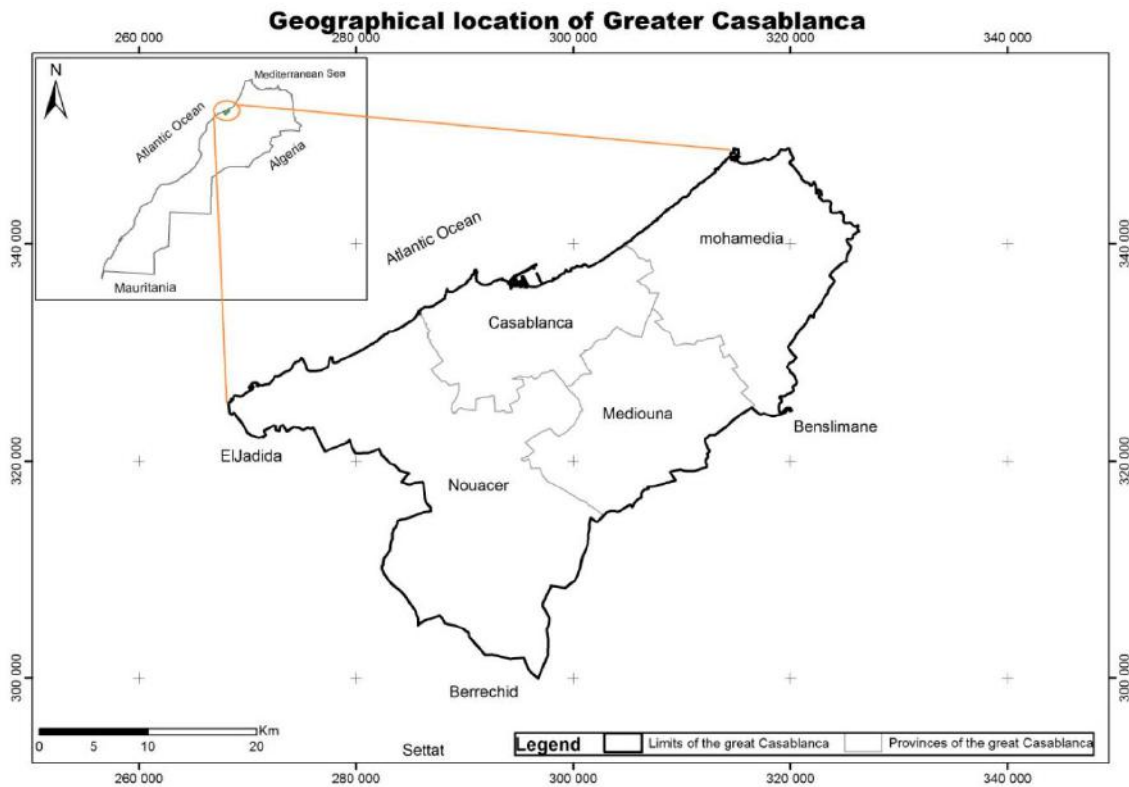 Geographical location of Greater Casablanca
260 000 280 000 300 000 320 000 340 000
N
Mediterranean Sea
Atlantic Ocean
Algeria
Mauritania
Atlantic Ocean
340 000
340 000
mohamedia
Casablanca
Mediouna
Benslimane
ElJadida
320 000
320 000
Nouacer
300 000
300 000
Berrechid
Km
0 5 10 20
Settat
Legend Limits of the great Casablanca Provinces of the great Casablanca
260 000 280 000 300 000 320 000 340 000